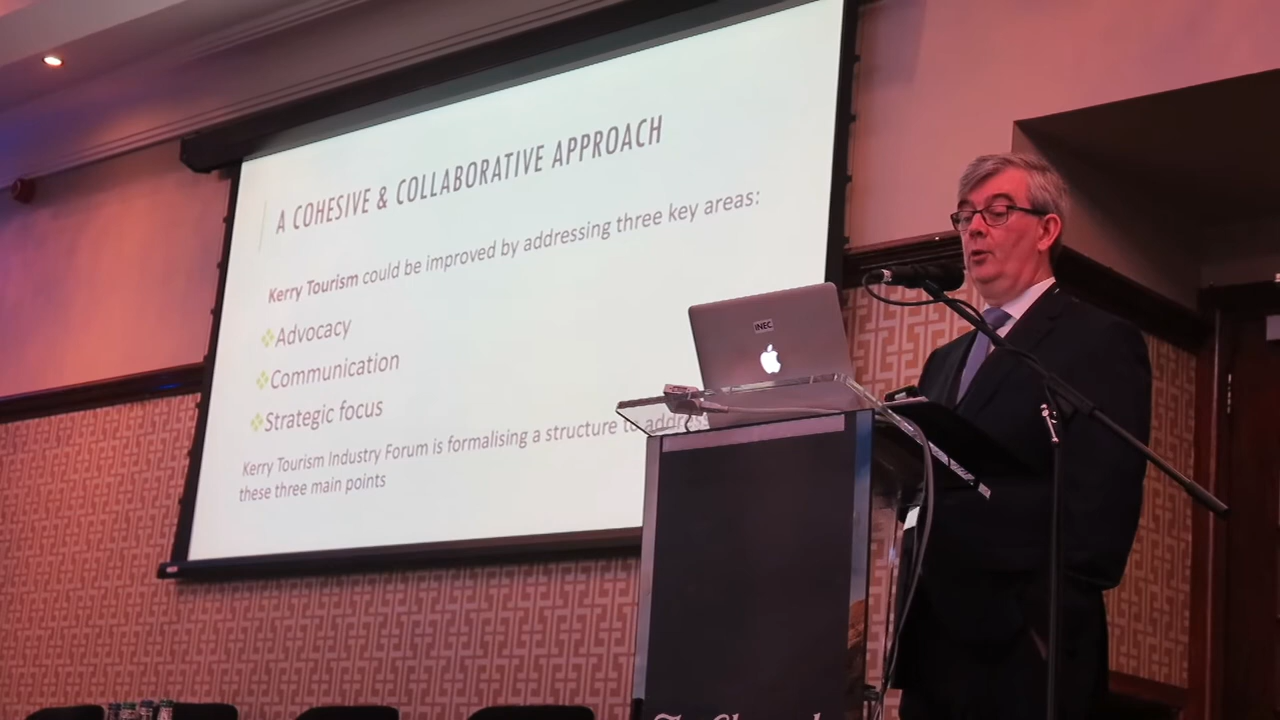 A COHESIVE & COLLABORATIVE APPROACH
Kerry Tourism could be improved by addressing three key areas:
Advocacy
Communication
Strategic focus
Kerry Tourism Industry Forum is formalising a structure to address
these three main points
INEC